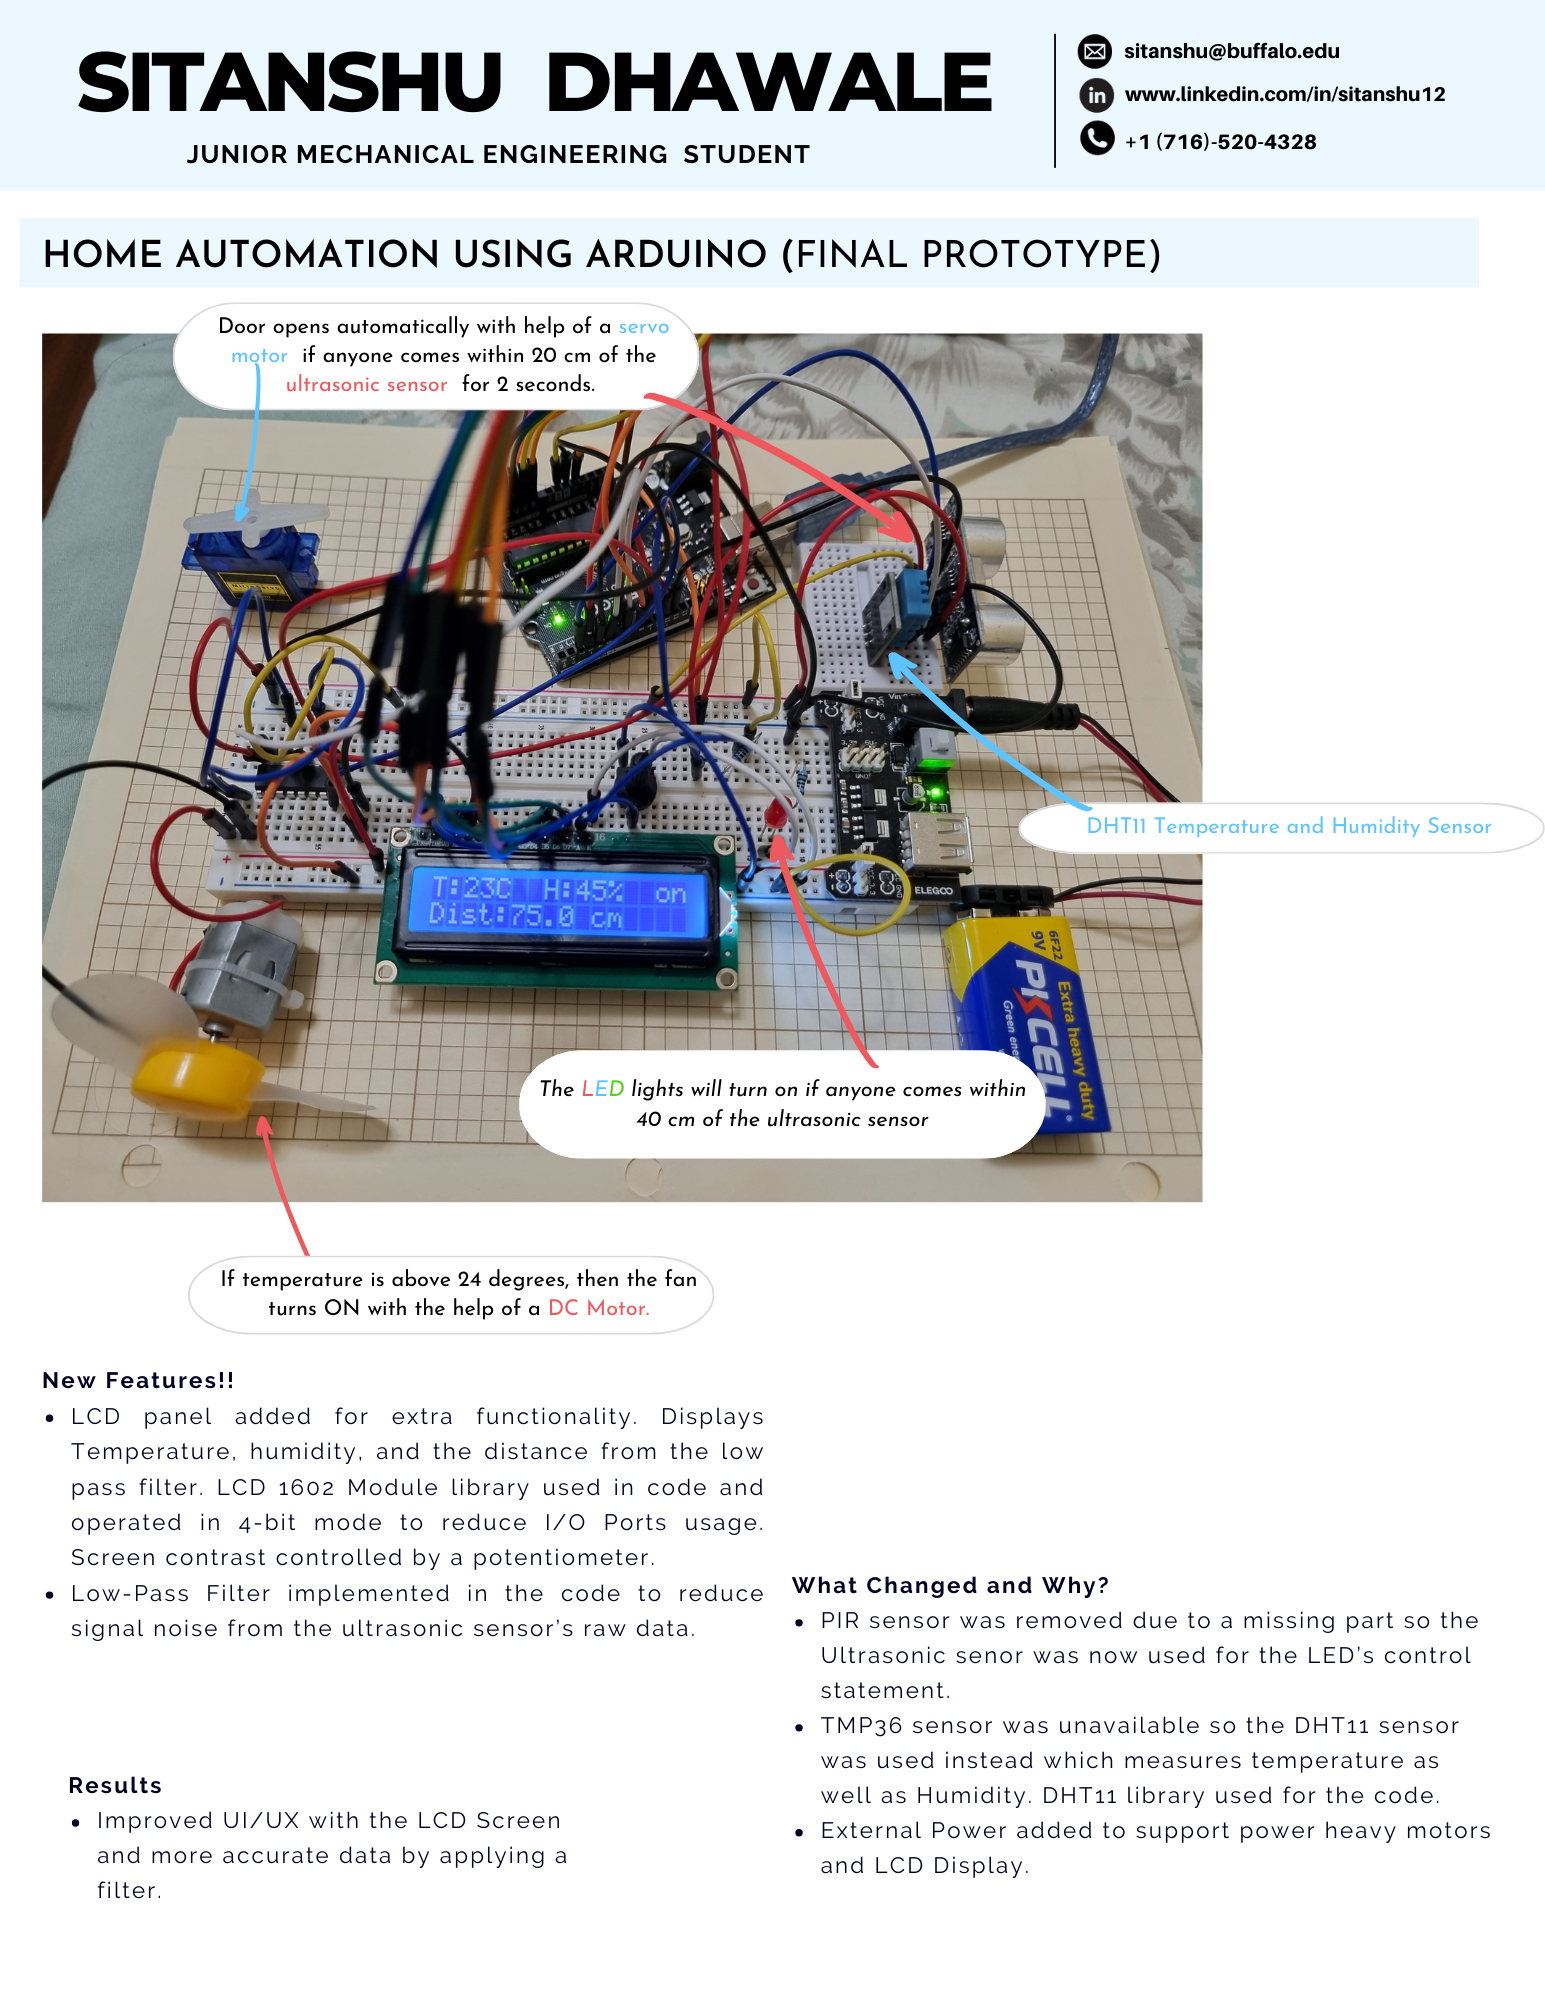 SITANSHU DHAWALE
JUNIOR MECHANICAL ENGINEERING STUDENT
sitanshu@buffalo.edu
in
www.linkedin.com/in/sitanshu12
+1 (716)-520-4328
HOME AUTOMATION USING ARDUINO (FINAL PROTOTYPE)
Door opens automatically with help of a servo
motor if anyone comes within 20 cm of the
ultrasonic sensor for 2 seconds.
DHT11 Temperature and Humidity Sensor
T:23C H:45% on
Dist:75.0 cm
ELEGOO
6F22
9V
PKCELL
Extra heavy duty
The LED lights will turn on if anyone comes within
40 cm of the ultrasonic sensor
If temperature is above 24 degrees, then the fan
turns ON with the help of a DC Motor.
New Features!!
LCD panel added for extra functionality. Displays
Temperature, humidity, and the distance from the low
pass filter. LCD 1602 Module library used in code and
operated in 4-bit mode to reduce I/O Ports usage.
Screen contrast controlled by a potentiometer.
Low-Pass Filter implemented in the code to reduce
signal noise from the ultrasonic sensor's raw data.
Results
Improved UI/UX with the LCD Screen
and more accurate data by applying a
filter.
What Changed and Why?
PIR sensor was removed due to a missing part so the
Ultrasonic senor was now used for the LED's control
statement.
TMP36 sensor was unavailable so the DHT11 sensor
was used instead which measures temperature as
well as Humidity. DHT11 library used for the code.
External Power added to support power heavy motors
and LCD Display.